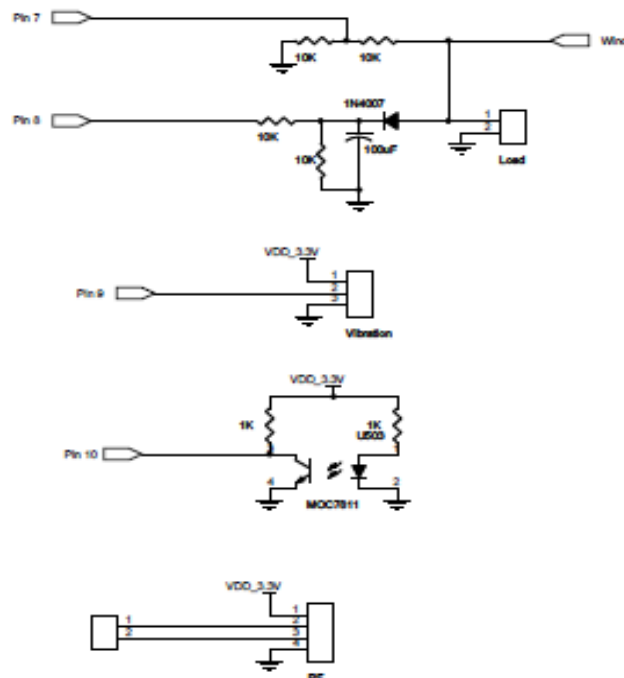 Pin 7
Wind
10K 10K
1N4007
Pin 8
1
2
10K
100uF
10K
Load
VDD_3.3V
1
2
3
Pin 9
Vibration
VDD_3.3V
1K 1K
U503
Pin 10
4 2
MOC7811
VDD_3.3V
1
1 2
2 3
4